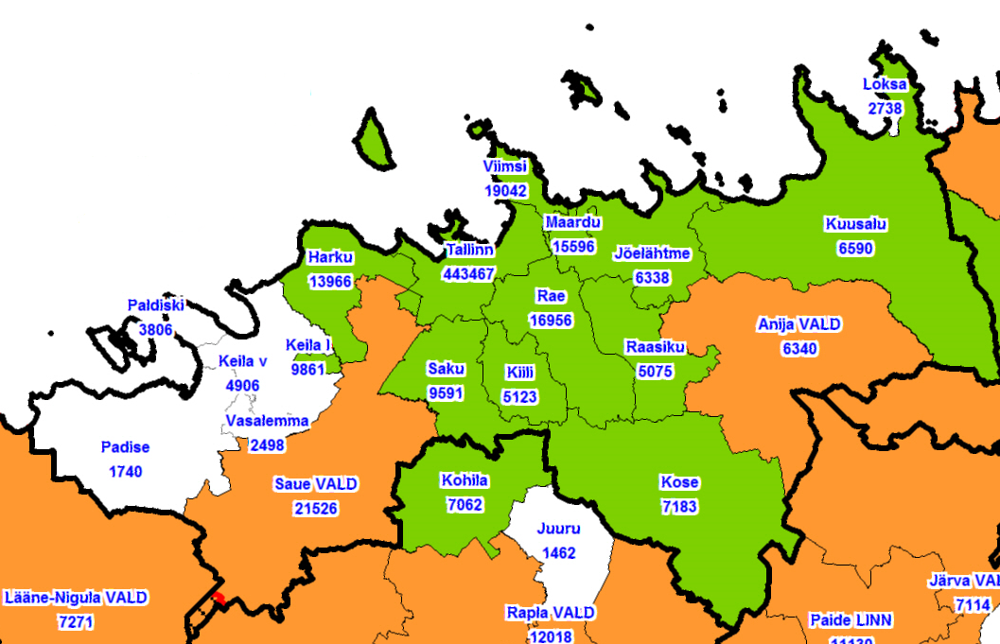 Loksa
2738
Viimsi
19042
Maardu
15596
Kuusalu
6590
Tallinn
443467
Jõelähtme
6338
Harku
13966
Rae
16956
Paldiski
3806
Anija VALD
6340
Keila l
9861
Raasiku
5075
Keila v
4906
Saku
9591
Kiili
5123
Vasalemma
2498
Padise
1740
Saue VALD
21526
Kohila
7062
Kose
7183
Juuru
1462
Lääne-Nigula VALD
7271
Järva VAL
7114
Rapla VALD
12018
Paide LINN
11130